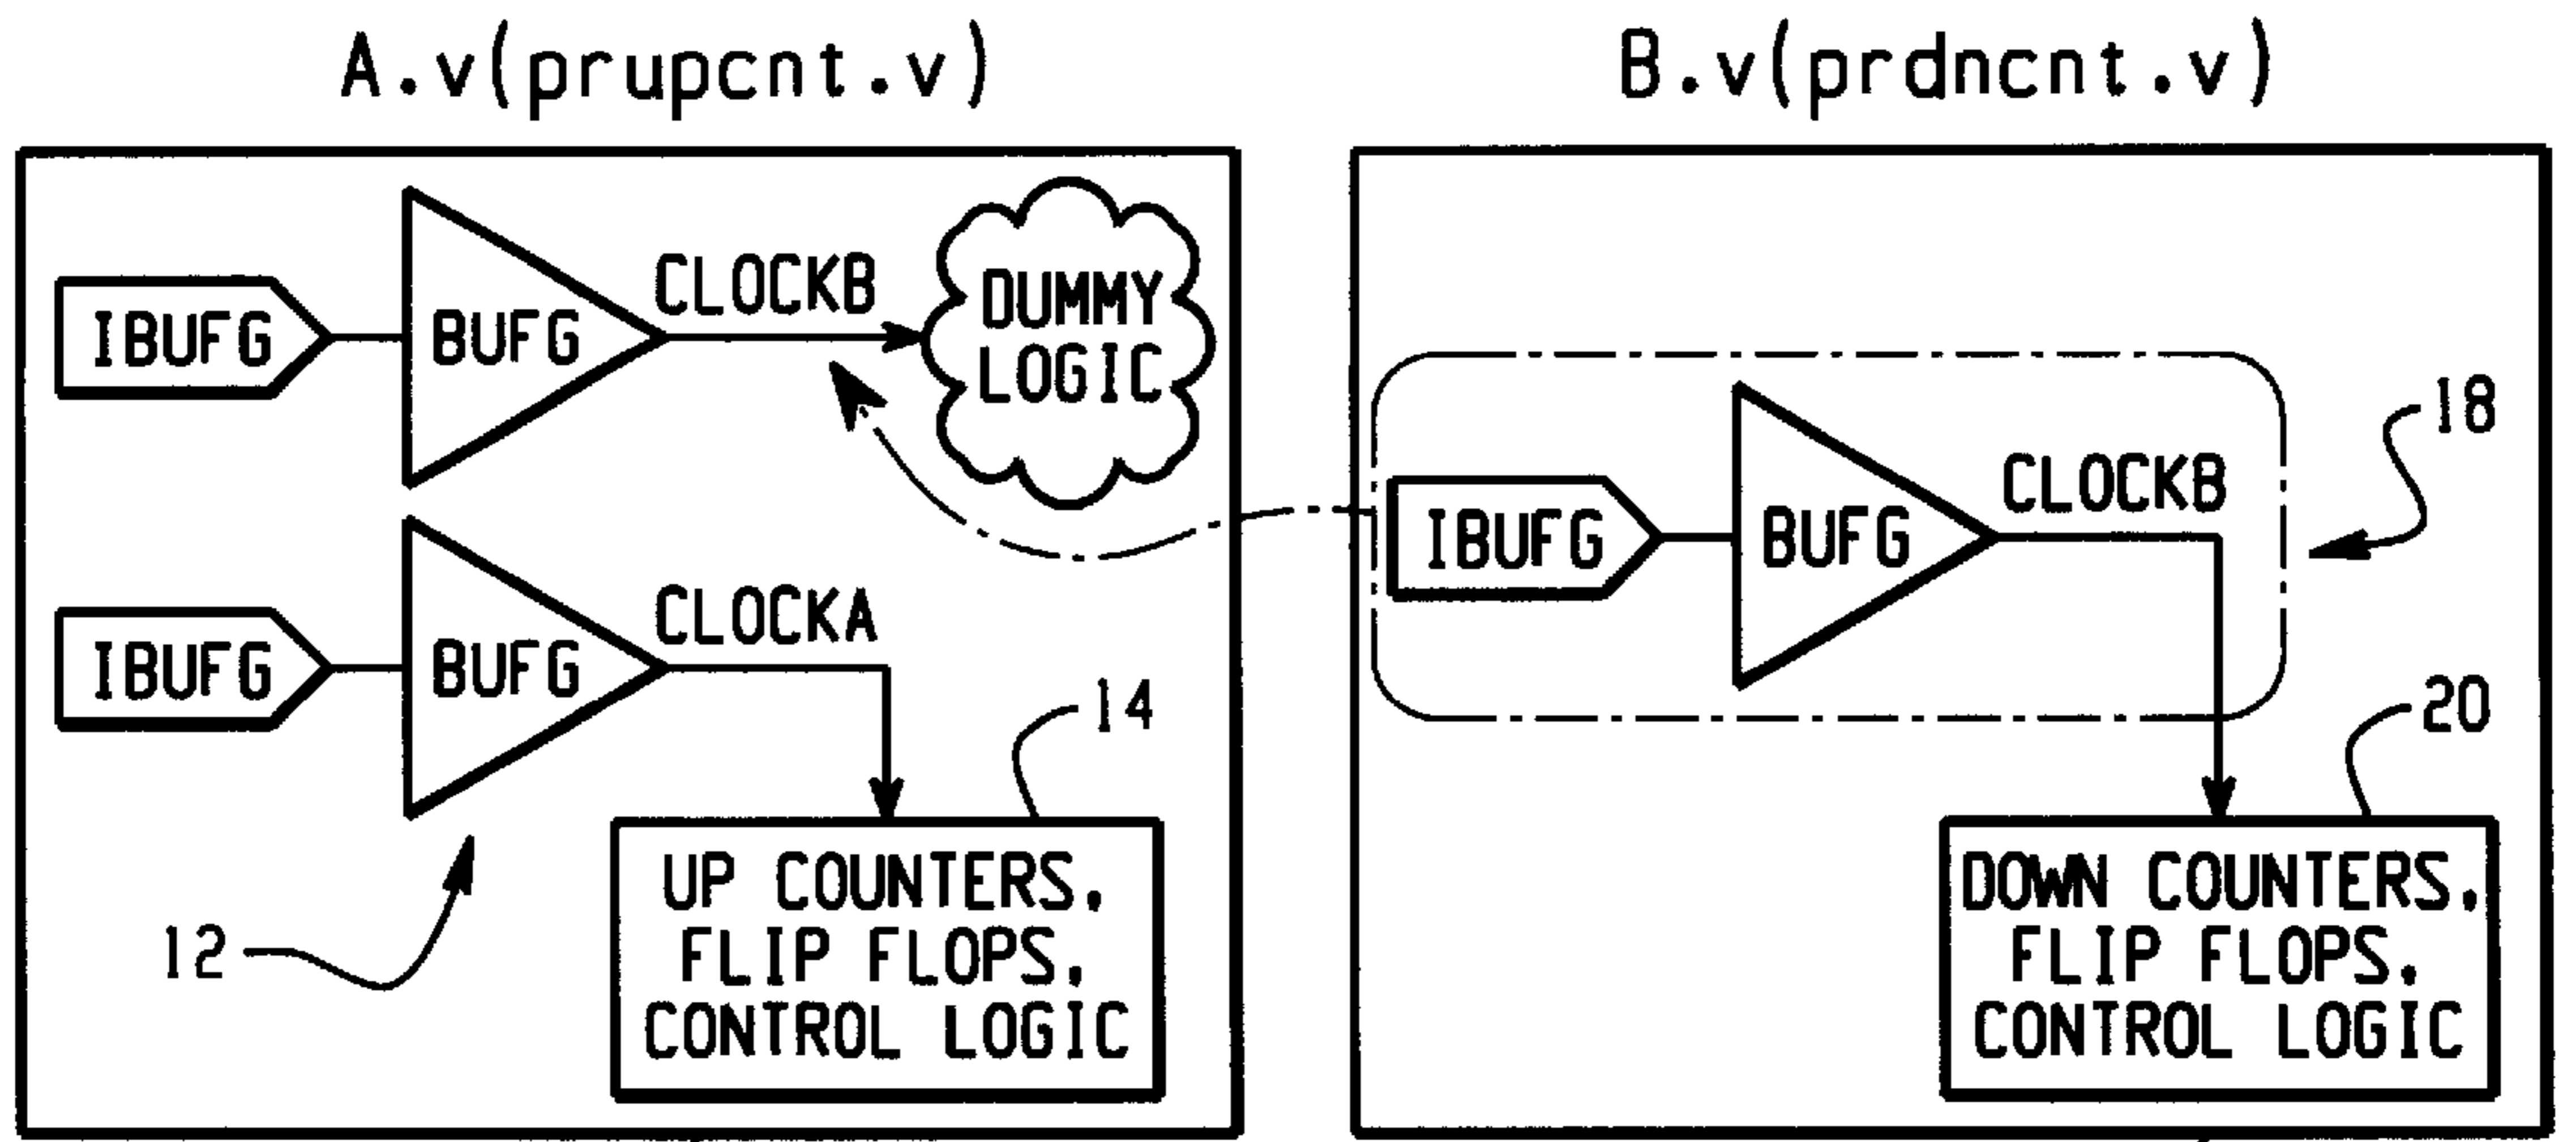 A.v(prupcnt.v)
IBUFG
BUFG
CLOCKB
DUMMY
LOGIC
IBUFG
BUFG
CLOCKA
14
12
UP COUNTERS,
FLIP FLOPS,
CONTROL LOGIC
B.v(prdncnt.v)
18
IBUFG
BUFG
CLOCKB
20
DOWN COUNTERS,
FLIP FLOPS,
CONTROL LOGIC